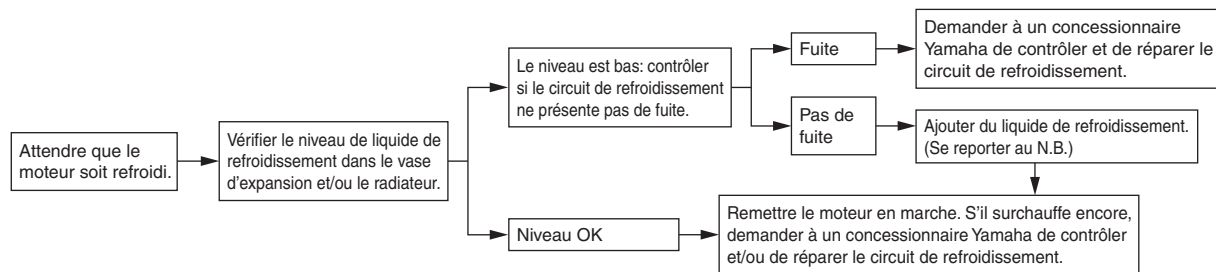 Attendre que le
moteur soit refroidi.
Vérifier le niveau de liquide de
refroidissement dans le vase
d'expansion et/ou le radiateur.
Le niveau est bas: contrôler
si le circuit de refroidissement
ne présente pas de fuite.
Fuite
Demander à un concessionnaire
Yamaha de contrôler et de réparer le
circuit de refroidissement.
Pas de
fuite
Ajouter du liquide de refroidissement.
(Se reporter au N.B.)
Niveau OK
Remettre le moteur en marche. S'il surchauffe encore,
demander à un concessionnaire Yamaha de contrôler
et/ou de réparer le circuit de refroidissement.